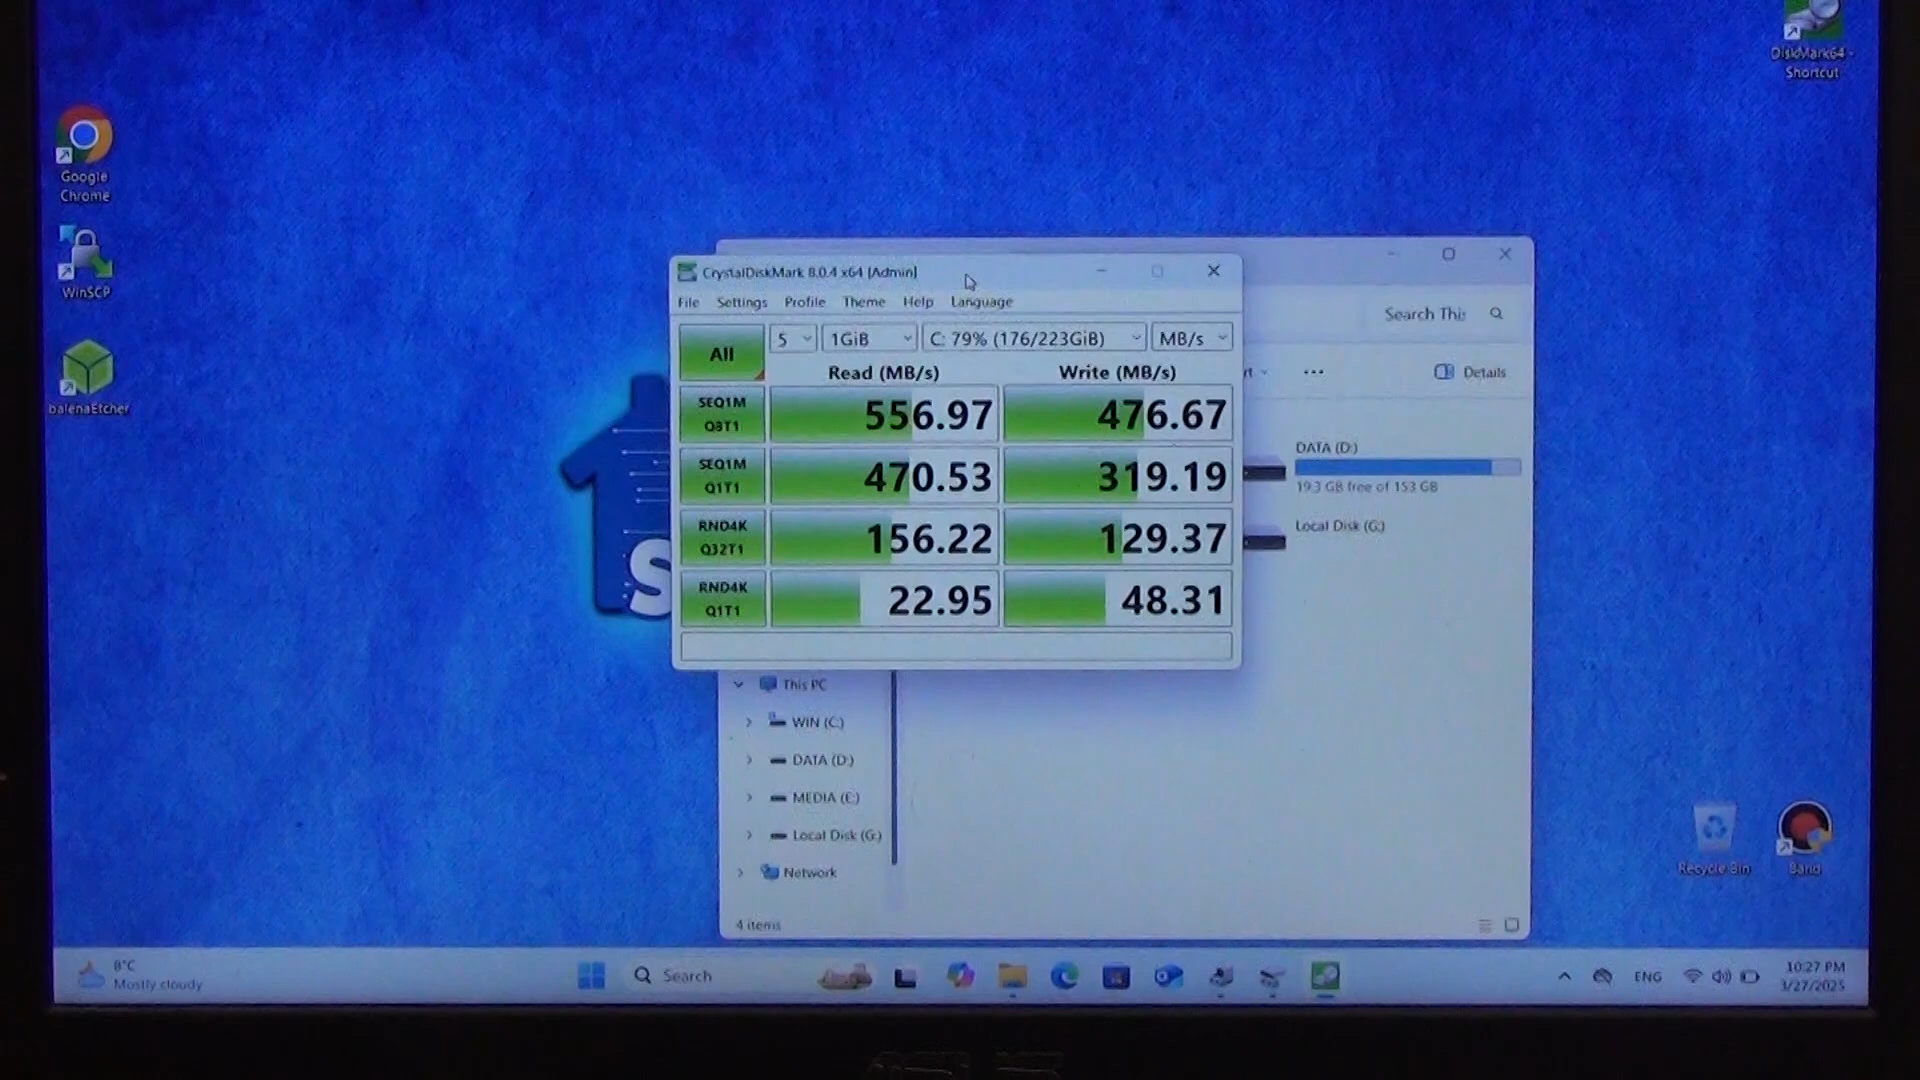 DiskMark64 -
Shortcut
Google
Chrome
WinSCP
balenaEtcher
CrystalDiskMark 8.0.4 x64 [Admin]
File Settings Profile Theme Help Language
All
5
1GiB
C: 79% (176/223GiB)
MB/s
Read (MB/s)
Write (MB/s)
SEQ1M
Q8T1
556.97
476.67
SEQ1M
Q1T1
470.53
319.19
RND4K
Q32T1
156.22
129.37
RND4K
Q1T1
22.95
48.31
S
Search This
Details
DATA (D:)
19.3 GB free of 153 GB
Local Disk (G:)
This PC
WIN (C:)
DATA (D:)
MEDIA (E:)
Local Disk (G:)
Network
4 items
Recycle Bin
8°C
Mostly cloudy
Search
ENG
10:27 PM
3/27/2025